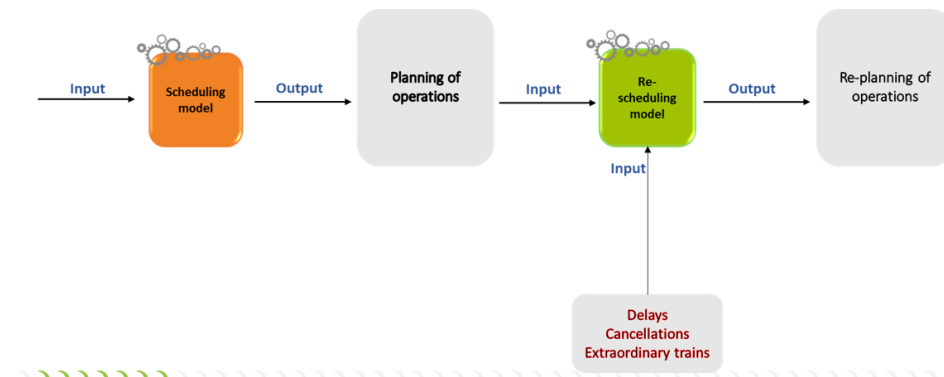 Input
Scheduling
model
Output
Planning of
operations
Input
Re-
scheduling
model
Output
Re-planning of
operations
Input
Delays
Cancellations
Extraordinary trains